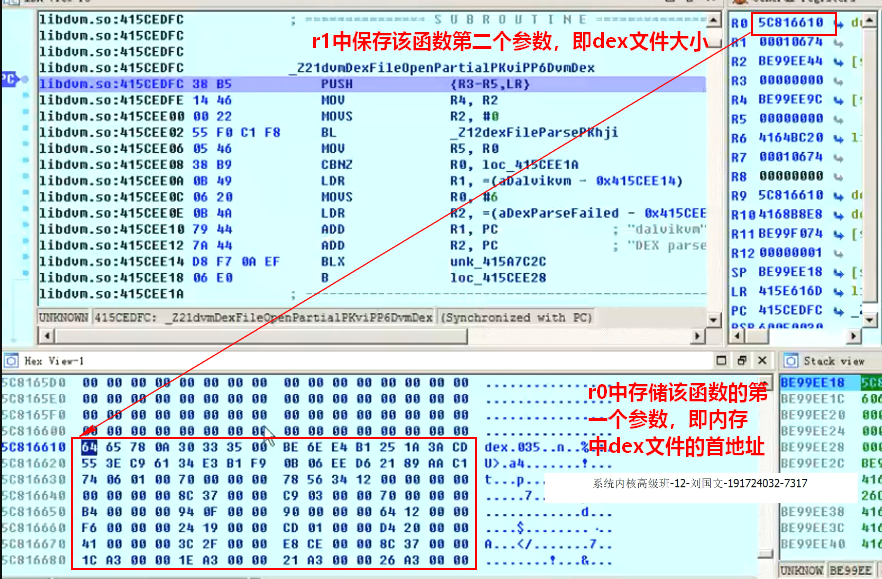 ; =============== S U B R O U T I N E ===============
r1中保存该函数第二个参数，即dex文件大小
libdvm.so:415CEDFC
libdvm.so:415CEDFC
libdvm.so:415CEDFC
libdvm.so:415CEDFC _Z21dvmDexFileOpenPartialPKviPP6DvmDex
libdvm.so:415CEDFC 38 B5 PUSH {R3-R5,LR}
libdvm.so:415CEDFE 14 46 MOV R4, R2
libdvm.so:415CEE00 00 22 MOVS R2, #0
libdvm.so:415CEE02 55 F0 C1 F8 BL _Z12dexFileParsePKhji
libdvm.so:415CEE06 05 46 MOV R5, R0
libdvm.so:415CEE08 38 B9 CBNZ R0, loc_415CEE1A
libdvm.so:415CEE0A 0B 49 LDR R1, =(aDalvikvm - 0x415CEE14)
libdvm.so:415CEE0C 06 20 MOVS R0, #6
libdvm.so:415CEE0E 0B 4A LDR R2, =(aDexParseFailed - 0x415CEE
libdvm.so:415CEE10 79 44 ADD R1, PC ; "dalvikvm"
libdvm.so:415CEE12 7A 44 ADD R2, PC ; "DEX parse
libdvm.so:415CEE14 D8 F7 0A EF BLX unk_415A7C2C
libdvm.so:415CEE18 06 E0 B loc_415CEE28
libdvm.so:415CEE1A ;
UNKNOWN 415CEDFC: _Z21dvmDexFileOpenPartialPKviPP6DvmDex (Synchronized with PC)
PC
R0 5C816610
R1 00010674
R2 BE99EE44
R3 00000000
R4 BE99EE9C
R5 00000000
R6 4164BC20
R7 00010674
R8 00000000
R9 5C816610
R10 4168B8E8
R11 BE99F074
R12 00000001
SP BE99EE18
LR 415E616D
PC 415CEDFC
Hex View-1
5C8165D0 00 00 00 00 00 00 00 00 00 00 00 00 00 00 00 00 ................
5C8165E0 00 00 00 00 00 00 00 00 00 00 00 00 00 00 00 00
5C8165F0 00 00 00 00 00 00 00 00 00 00 00 00 00 00 00 00
5C816600 00 00 00 00 00 00 00 00 00 00 00 00 00 00 00 00
5C816610 64 65 78 0A 30 33 35 00 BE 6E E4 B1 25 1A 3A CD dex.035..n..%
5C816620 55 3E C9 61 34 E3 B1 F9 0B 06 EE D6 21 89 AA C1 U>.a4.......!
5C816630 74 06 01 00 70 00 00 00 78 56 34 12 00 00 00 00 t...p...
5C816640 00 00 00 00 8C 37 00 00 C9 03 00 00 70 00 00 00 .....7..
5C816650 B4 00 00 00 94 0F 00 00 90 00 00 00 64 12 00 00 ............d...
5C816660 F6 00 00 00 24 19 00 00 CD 01 00 00 D4 20 00 00 ....$........ ..
5C816670 41 00 00 00 3C 2F 00 00 E8 CE 00 00 8C 37 00 00 A...</.......7..
5C816680 1C A3 00 00 1E A3 00 00 21 A3 00 00 26 A3 00 00 ........!...&...
r0中存储该函数的第
一个参数，即内存
中dex文件的首地址
系统内核高级班-12-刘国文-191724032-7317
Stack view
BE99EE18
BE99EE1C
BE99EE20
BE99EE24
BE99EE28
BE99EE2C
BE99EE38
BE99EE3C
BE99EE40
UNKNOWN BE99EE